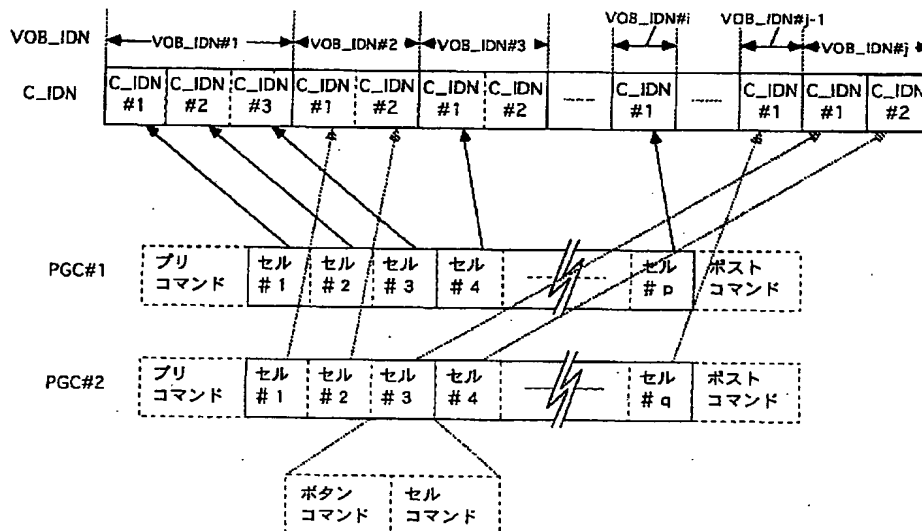 VOB_IDN
VOB_IDN#1
VOB_IDN#2
VOB_IDN#3
VOB_IDN#i
VOB_IDN#j-1
VOB_IDN#j
C_IDN
C_IDN
#1
C_IDN
#2
C_IDN
#3
C_IDN
#1
C_IDN
#2
C_IDN
#1
C_IDN
#2
C_IDN
#1
C_IDN
#1
C_IDN
#1
C_IDN
#2
PGC#1
プリ
コマンド
セル
#1
セル
#2
セル
#3
セル
#4
セル
#p
ポスト
コマンド
PGC#2
プリ
コマンド
セル
#1
セル
#2
セル
#3
セル
#4
セル
#q
ポスト
コマンド
ボタン
コマンド
セル
コマンド